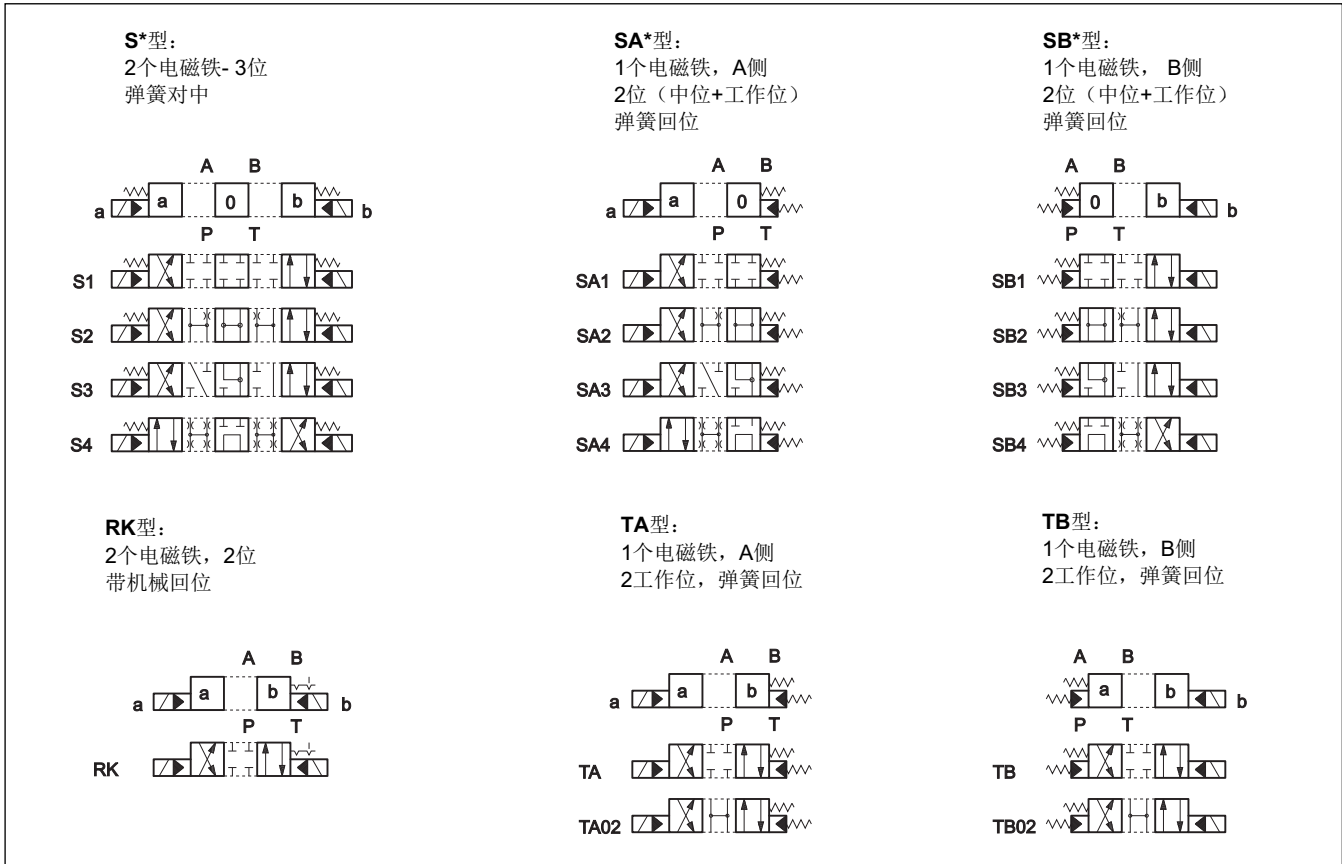 S*型：
2个电磁铁- 3位
弹簧对中
A B
a a 0 b b
P T
S1
S2
S3
S4
SA*型：
1个电磁铁，A侧
2位（中位+工作位）
弹簧回位
A B
a a 0
P T
SA1
SA2
SA3
SA4
SB*型：
1个电磁铁， B侧
2位（中位+工作位）
弹簧回位
A B
0 b b
P T
SB1
SB2
SB3
SB4
RK型：
2个电磁铁，2位
带机械回位
A B
a a b b
P T
RK
TA型：
1个电磁铁，A侧
2工作位，弹簧回位
A B
a a b
P T
TA
TA02
TB型：
1个电磁铁，B侧
2工作位，弹簧回位
A B
a b b
P T
TB
TB02